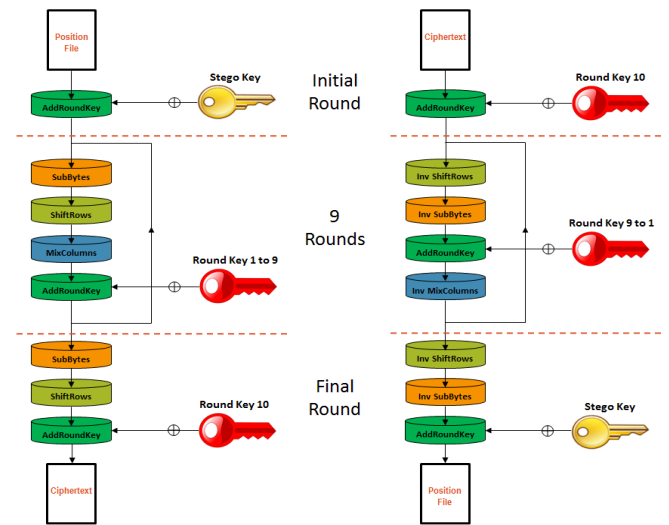 Position
File
Stego Key
AddRoundKey
SubBytes
ShiftRows
MixColumns
Round Key 1 to 9
AddRoundKey
SubBytes
ShiftRows
Round Key 10
AddRoundKey
Ciphertext
Initial
Round
9
Rounds
Final
Round
Ciphertext
Round Key 10
AddRoundKey
Inv ShiftRows
Inv SubBytes
Round Key 9 to 1
AddRoundKey
Inv MixColumns
Inv ShiftRows
Inv SubBytes
Stego Key
AddRoundKey
Position
File